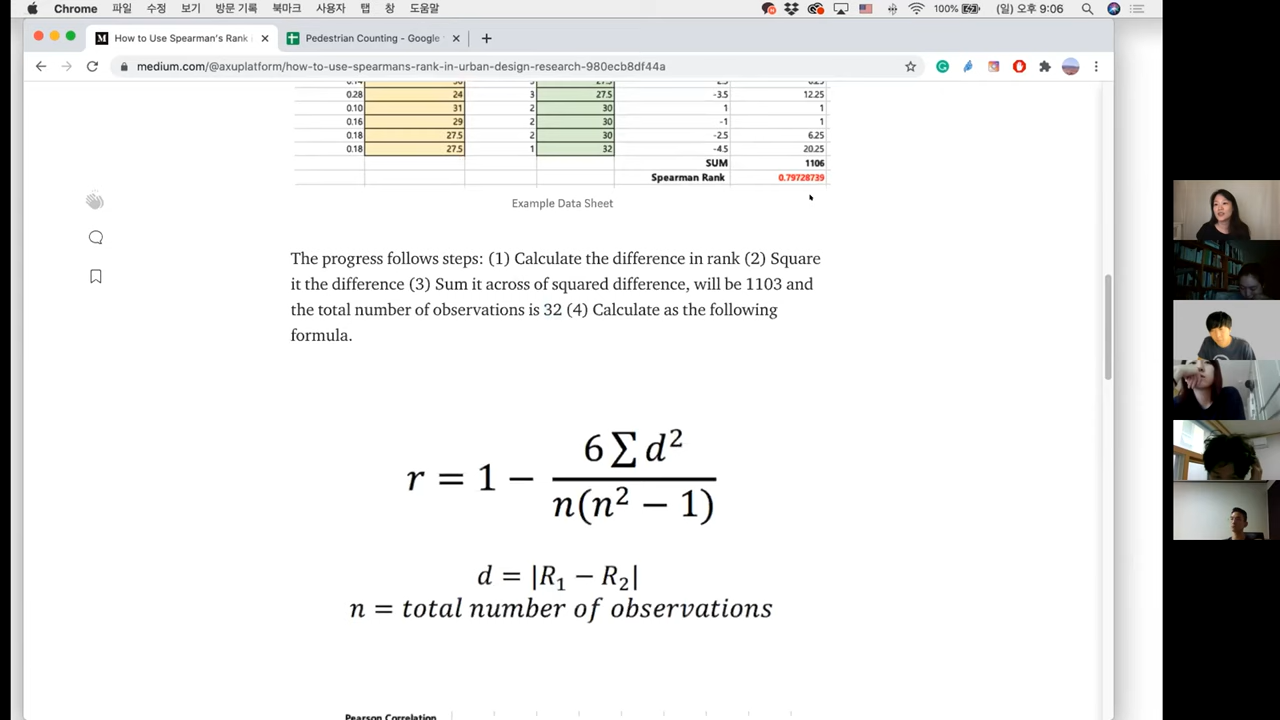 Chrome 파일 수정 보기 방문 기록 북마크 사용자 탭 창 도움말 100% (일) 오후 9:06
How to Use Spearman's Rank Pedestrian Counting - Google
medium.com/@axuplatform/how-to-use-spearmans-rank-in-urban-design-research-980ecb8df44a
0.28 24 3 27.5 -3.5 12.25
0.10 31 2 30 1 1
0.16 29 2 30 -1 1
0.18 27.5 2 30 -2.5 6.25
0.18 27.5 1 32 -4.5 20.25
SUM 1106
Spearman Rank 0.79728739
Example Data Sheet
The progress follows steps: (1) Calculate the difference in rank (2) Square
it the difference (3) Sum it across of squared difference, will be 1103 and
the total number of observations is 32 (4) Calculate as the following
formula.
r = 1 − 6 ∑ d² / n(n² − 1)
d = |R₁ − R₂|
n = total number of observations
Pearson Correlation